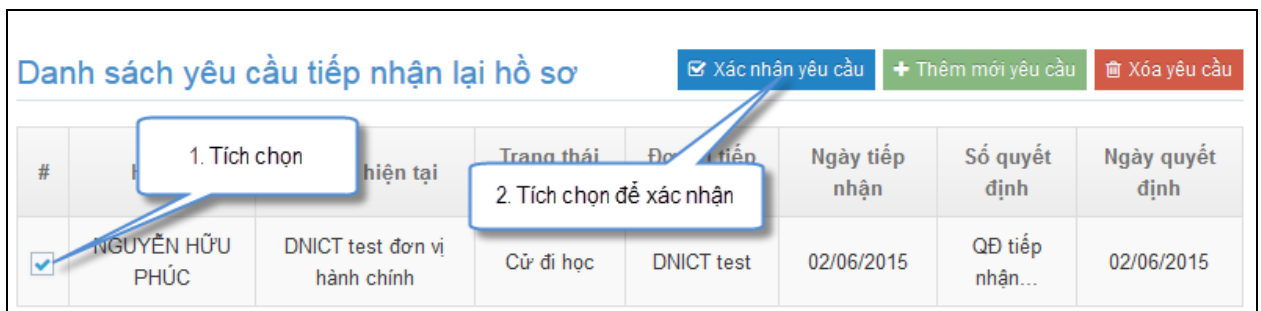 Danh sách yêu cầu tiếp nhận lại hồ sơ
Xác nhận yêu cầu
Thêm mới yêu cầu
Xóa yêu cầu
1. Tích chọn
2. Tích chọn để xác nhận
# hiện tại Trạng thái tiếp Ngày tiếp Số quyết Ngày quyết
nhận định định
NGUYỄN HỮU DNICT test đơn vị Cử đi học DNICT test 02/06/2015 QĐ tiếp 02/06/2015
PHÚC hành chính nhận...